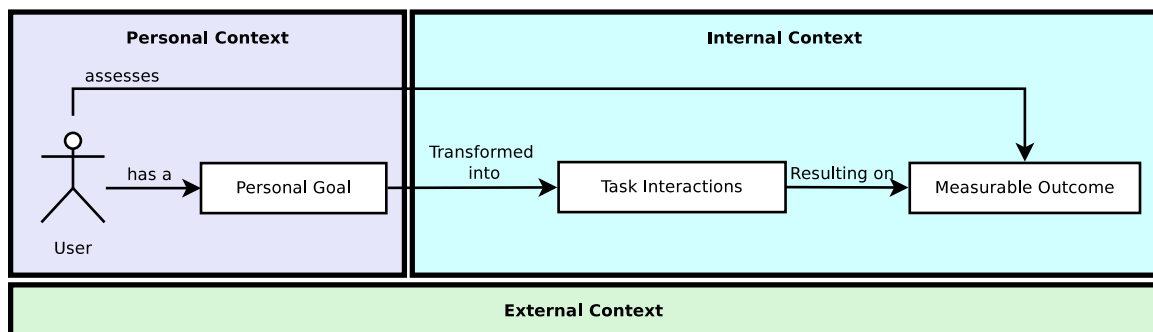 Personal Context
Internal Context
assesses
has a
Personal Goal
Transformed
into
Task Interactions
Resulting on
Measurable Outcome
User
External Context